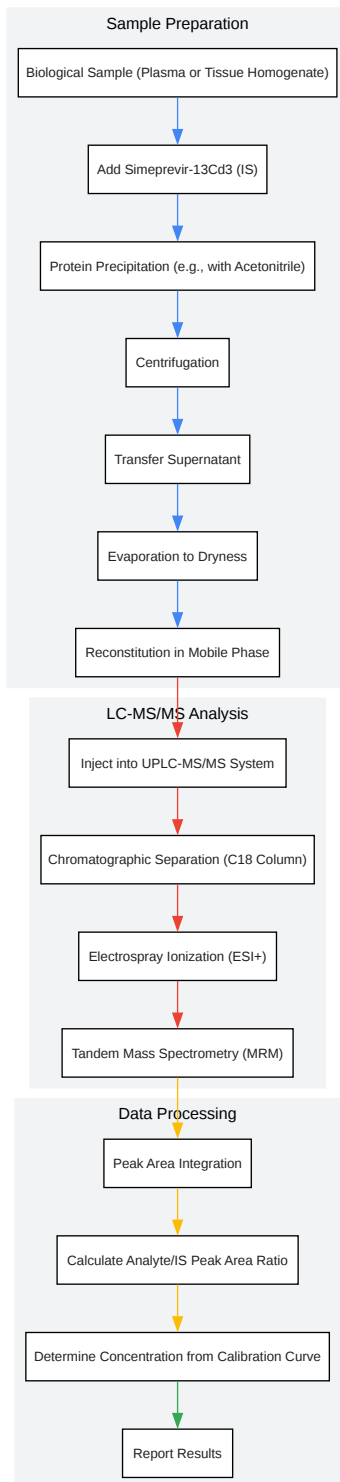 Sample Preparation
Biological Sample (Plasma or Tissue Homogenate)
Add Simeprevir-13Cd3 (IS)
Protein Precipitation (e.g., with Acetonitrile)
Centrifugation
Transfer Supernatant
Evaporation to Dryness
Reconstitution in Mobile Phase
LC-MS/MS Analysis
Inject into UPLC-MS/MS System
Chromatographic Separation (C18 Column)
Electrospray Ionization (ESI+)
Tandem Mass Spectrometry (MRM)
Data Processing
Peak Area Integration
Calculate Analyte/IS Peak Area Ratio
Determine Concentration from Calibration Curve
Report Results